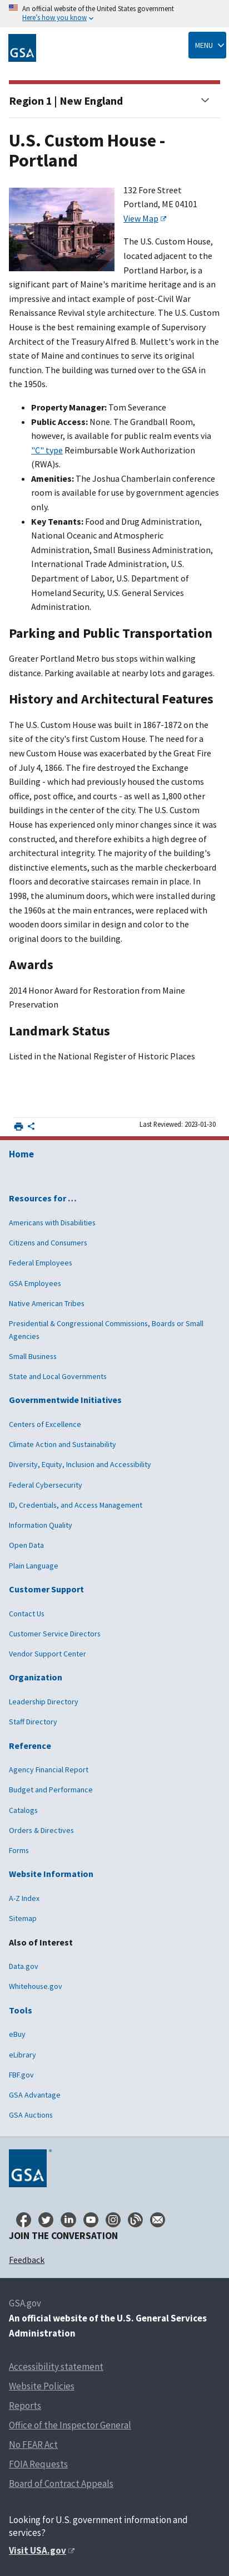 An official website of the United States government
Here's how you know
GSA
MENU
Region 1 | New England
U.S. Custom House -
Portland
132 Fore Street
Portland, ME 04101
View Map
The U.S. Custom House,
located adjacent to the
Portland Harbor, is a
significant part of Maine's maritime heritage and is an
impressive and intact example of post-Civil War
Renaissance Revival style architecture. The U.S. Custom
House is the best remaining example of Supervisory
Architect of the Treasury Alfred B. Mullett's work in the
state of Maine and continues to serve its original
function. The building was turned over to the GSA in
the 1950s.
Property Manager: Tom Severance
Public Access: None. The Grandball Room,
however, is available for public realm events via
"C" type Reimbursable Work Authorization
(RWA)s.
Amenities: The Joshua Chamberlain conference
room is available for use by government agencies
only.
Key Tenants: Food and Drug Administration,
National Oceanic and Atmospheric
Administration, Small Business Administration,
International Trade Administration, U.S.
Department of Labor, U.S. Department of
Homeland Security, U.S. General Services
Administration.
Parking and Public Transportation
Greater Portland Metro bus stops within walking
distance. Parking available at nearby lots and garages.
History and Architectural Features
The U.S. Custom House was built in 1867-1872 on the
site of the city's first Custom House. The need for a
new Custom House was exacerbated by the Great Fire
of July 4, 1866. The fire destroyed the Exchange
Building - which had previously housed the customs
office, post office, and courts - as well as 1,800 other
buildings in the center of the city. The U.S. Custom
House has experienced only minor changes since it was
constructed, and therefore exhibits a high degree of
architectural integrity. The majority of the building's
distinctive elements, such as the marble checkerboard
floors and decorative staircases remain in place. In
1998, the aluminum doors, which were installed during
the 1960s at the main entrances, were replaced with
wooden doors similar in design and color to the
original doors to the building.
Awards
2014 Honor Award for Restoration from Maine
Preservation
Landmark Status
Listed in the National Register of Historic Places
Last Reviewed: 2023-01-30
Home
Resources for …
Americans with Disabilities
Citizens and Consumers
Federal Employees
GSA Employees
Native American Tribes
Presidential & Congressional Commissions, Boards or Small
Agencies
Small Business
State and Local Governments
Governmentwide Initiatives
Centers of Excellence
Climate Action and Sustainability
Diversity, Equity, Inclusion and Accessibility
Federal Cybersecurity
ID, Credentials, and Access Management
Information Quality
Open Data
Plain Language
Customer Support
Contact Us
Customer Service Directors
Vendor Support Center
Organization
Leadership Directory
Staff Directory
Reference
Agency Financial Report
Budget and Performance
Catalogs
Orders & Directives
Forms
Website Information
A-Z Index
Sitemap
Also of Interest
Data.gov
Whitehouse.gov
Tools
eBuy
eLibrary
FBF.gov
GSA Advantage
GSA Auctions
GSA
JOIN THE CONVERSATION
Feedback
GSA.gov
An official website of the U.S. General Services
Administration
Accessibility statement
Website Policies
Reports
Office of the Inspector General
No FEAR Act
FOIA Requests
Board of Contract Appeals
Looking for U.S. government information and
services?
Visit USA.gov